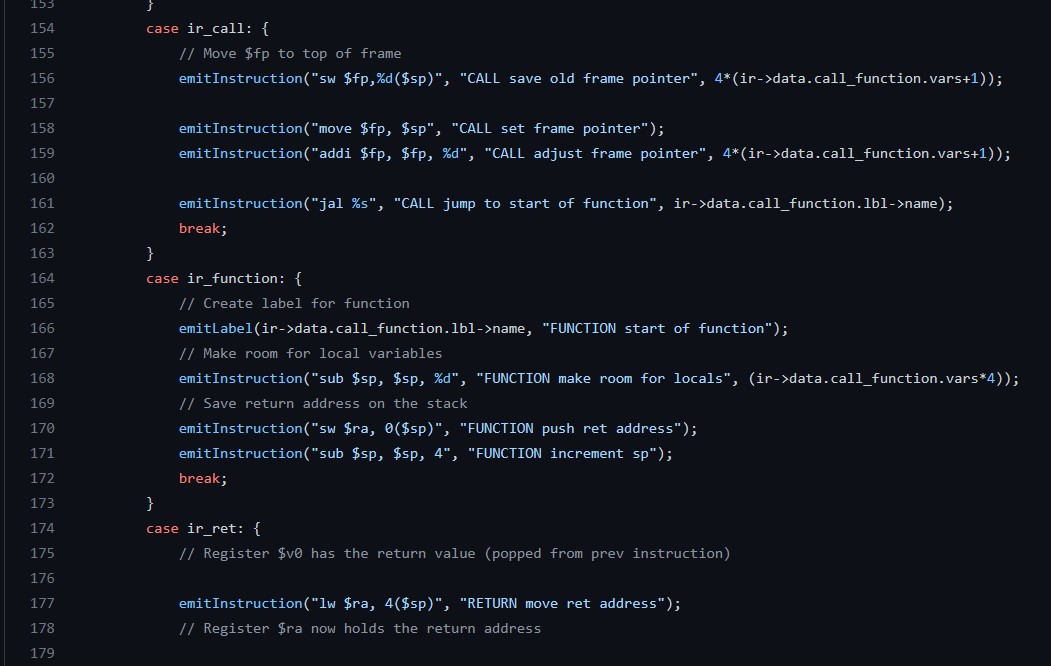 153         }
154         case ir_call: {
155             // Move $fp to top of frame
156             emitInstruction("sw $fp,%d($sp)", "CALL save old frame pointer", 4*(ir->data.call_function.vars+1));
157
158             emitInstruction("move $fp, $sp", "CALL set frame pointer");
159             emitInstruction("addi $fp, $fp, %d", "CALL adjust frame pointer", 4*(ir->data.call_function.vars+1));
160
161             emitInstruction("jal %s", "CALL jump to start of function", ir->data.call_function.lbl->name);
162             break;
163         }
164         case ir_function: {
165             // Create label for function
166             emitLabel(ir->data.call_function.lbl->name, "FUNCTION start of function");
167             // Make room for local variables
168             emitInstruction("sub $sp, $sp, %d", "FUNCTION make room for locals", (ir->data.call_function.vars*4));
169             // Save return address on the stack
170             emitInstruction("sw $ra, 0($sp)", "FUNCTION push ret address");
171             emitInstruction("sub $sp, $sp, 4", "FUNCTION increment sp");
172             break;
173         }
174         case ir_ret: {
175             // Register $v0 has the return value (popped from prev instruction)
176
177             emitInstruction("lw $ra, 4($sp)", "RETURN move ret address");
178             // Register $ra now holds the return address
179